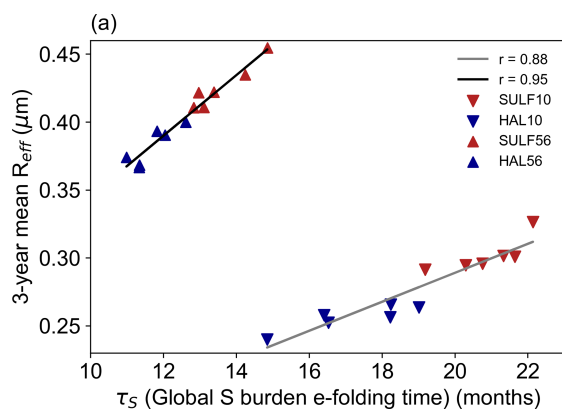 (a)
0.45
0.40
0.35
0.30
0.25
3-year mean R_eff (μm)
r = 0.88
r = 0.95
SULF10
HAL10
SULF56
HAL56
10 12 14 16 18 20 22
τ_S (Global S burden e-folding time) (months)